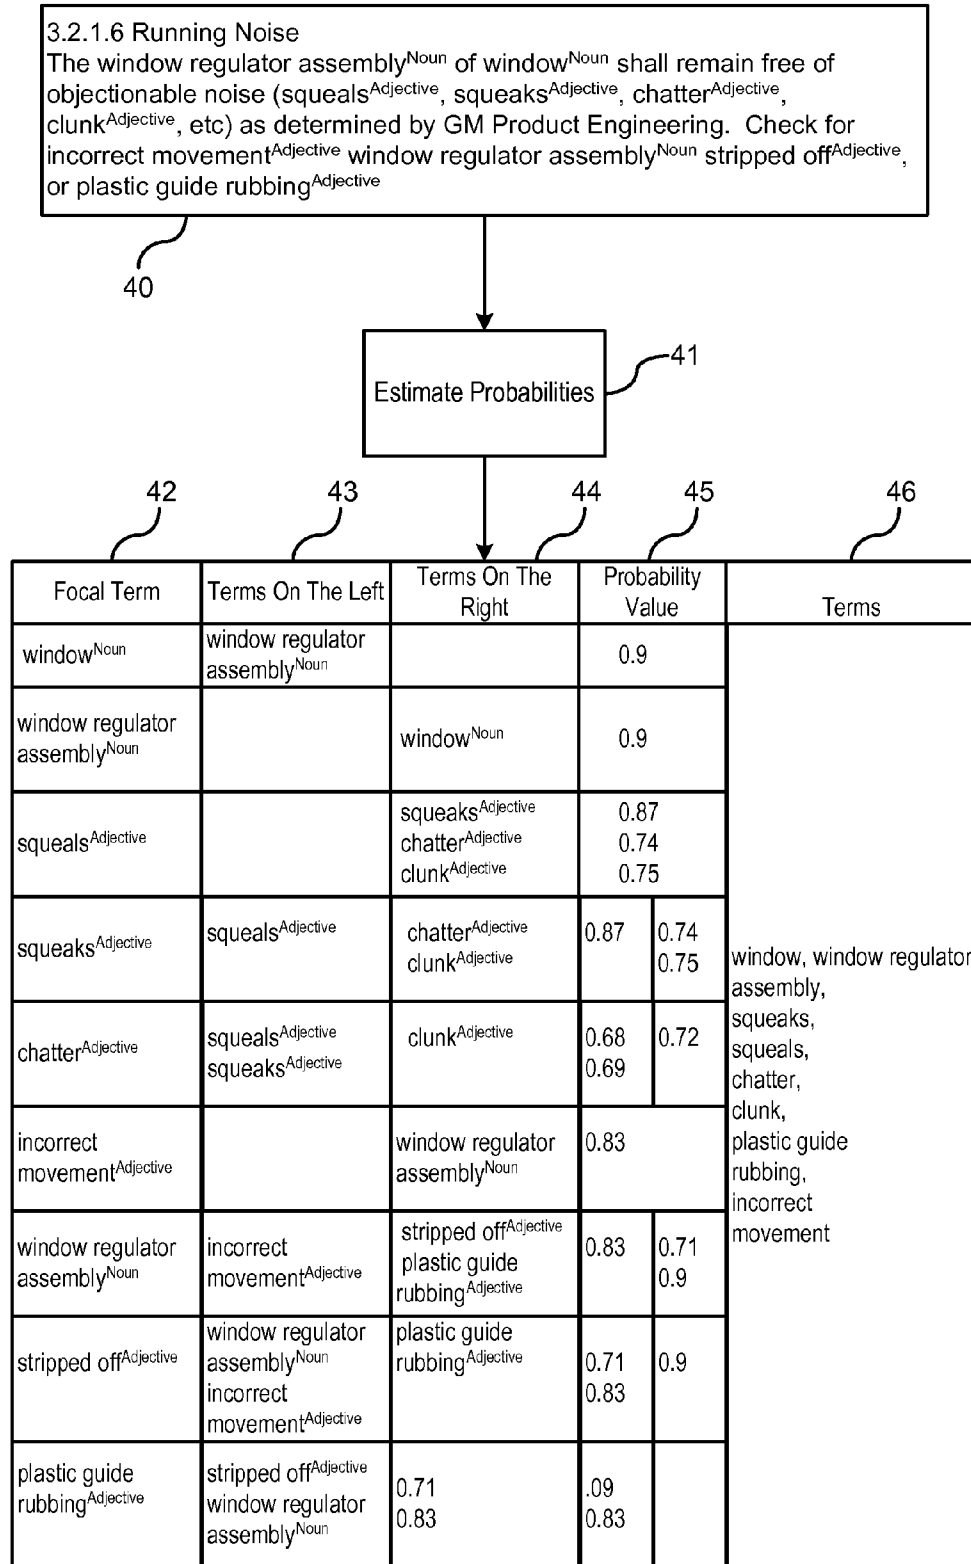 3.2.1.6 Running Noise
The window regulator assemblyNoun of windowNoun shall remain free of
objectionable noise (squealsAdjective, squeaksAdjective, chatterAdjective,
clunkAdjective, etc) as determined by GM Product Engineering. Check for
incorrect movementAdjective window regulator assemblyNoun stripped offAdjective,
or plastic guide rubbingAdjective
40
Estimate Probabilities
41
42
43
44
45
46
Focal Term
Terms On The Left
Terms On The
Right
Probability
Value
Terms
windowNoun
window regulator
assemblyNoun
0.9
window regulator
assemblyNoun
windowNoun
0.9
squealsAdjective
squeaksAdjective
chatterAdjective
clunkAdjective
0.87
0.74
0.75
squeaksAdjective
squealsAdjective
chatterAdjective
clunkAdjective
0.87
0.74
0.75
chatterAdjective
squealsAdjective
squeaksAdjective
clunkAdjective
0.68
0.69
0.72
incorrect
movementAdjective
window regulator
assemblyNoun
0.83
window regulator
assemblyNoun
incorrect
movementAdjective
stripped offAdjective
plastic guide
rubbingAdjective
0.83
0.71
0.9
stripped offAdjective
window regulator
assemblyNoun
incorrect
movementAdjective
plastic guide
rubbingAdjective
0.71
0.83
0.9
plastic guide
rubbingAdjective
stripped offAdjective
window regulator
assemblyNoun
0.71
0.83
.09
0.83
window, window regulator
assembly,
squeaks,
squeals,
chatter,
clunk,
plastic guide
rubbing,
incorrect
movement